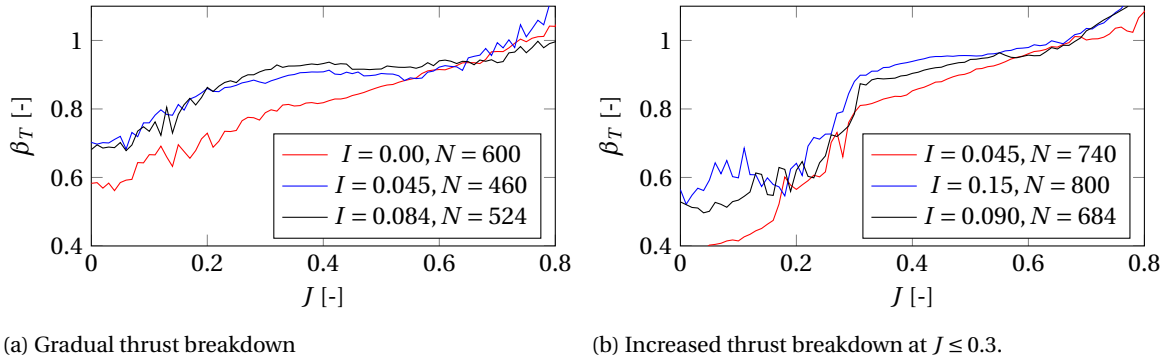 1
0.8
0.6
0.4
β_T [-]
0
0.2
0.4
0.6
0.8
J [-]
I = 0.00, N = 600
I = 0.045, N = 460
I = 0.084, N = 524
(a) Gradual thrust breakdown
1
0.8
0.6
0.4
β_T [-]
0
0.2
0.4
0.6
0.8
J [-]
I = 0.045, N = 740
I = 0.15, N = 800
I = 0.090, N = 684
(b) Increased thrust breakdown at J ≤ 0.3.